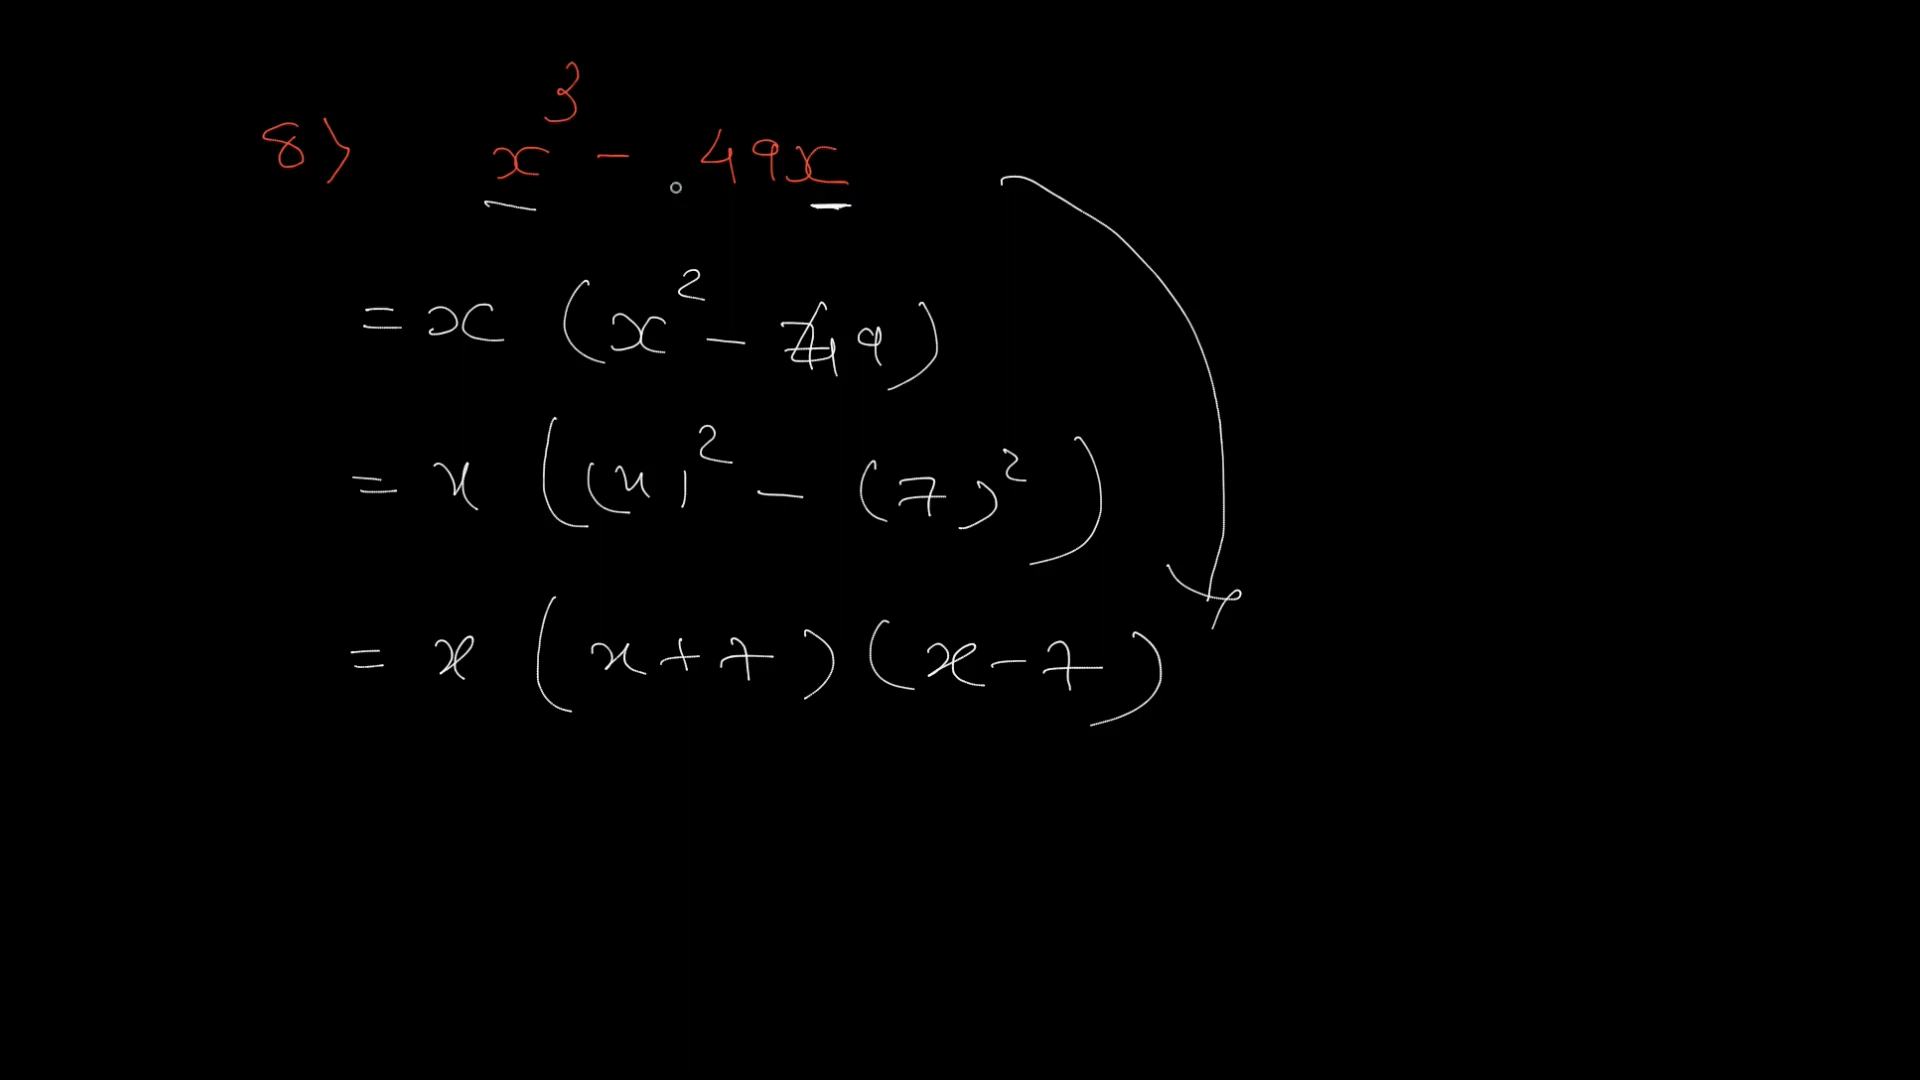 8) x³ - 49x
= x (x² - 49)
= x ((x)² - (7)²)
= x (x+7)(x-7)